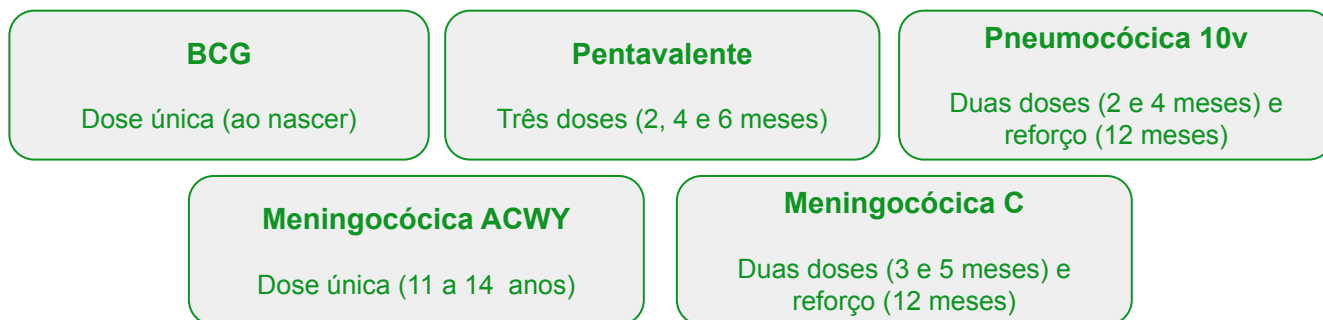 BCG
Dose única (ao nascer)
Pentavalente
Três doses (2, 4 e 6 meses)
Pneumocócica 10v
Duas doses (2 e 4 meses) e
reforço (12 meses)
Meningocócica ACWY
Dose única (11 a 14  anos)
Meningocócica C
Duas doses (3 e 5 meses) e
reforço (12 meses)